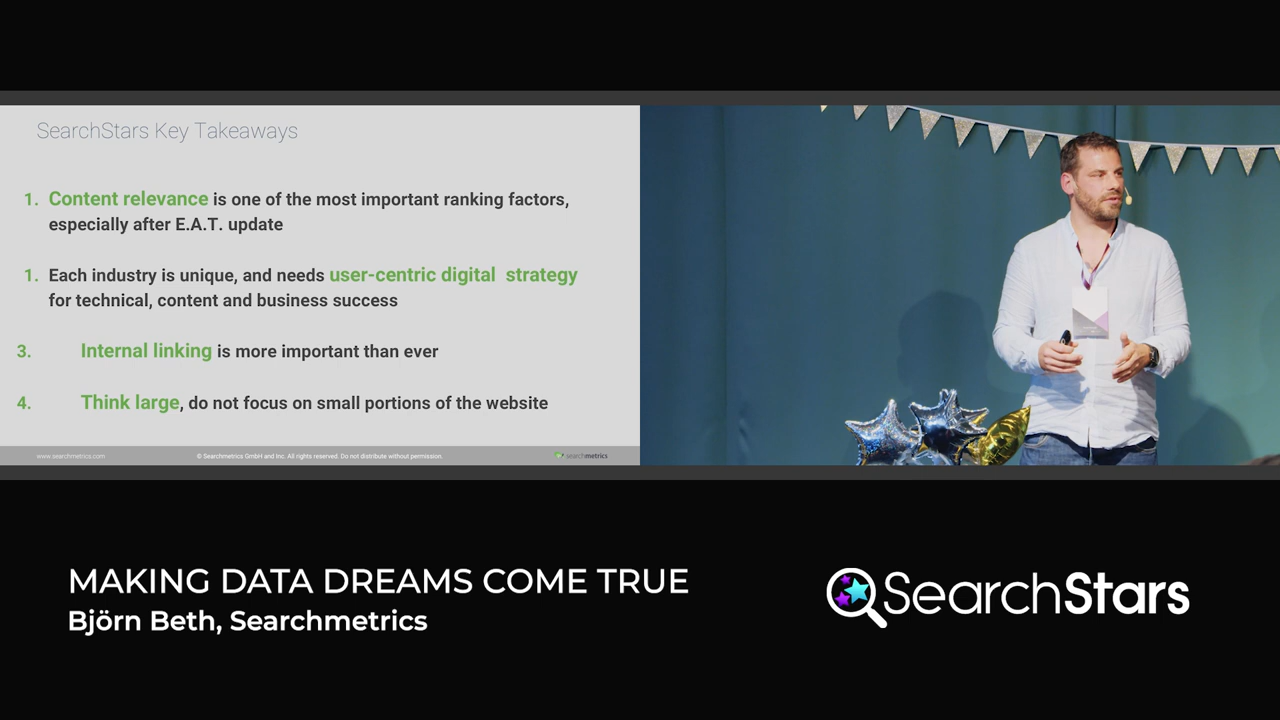 SearchStars Key Takeaways
1. Content relevance is one of the most important ranking factors,
especially after E.A.T. update
1. Each industry is unique, and needs user-centric digital strategy
for technical, content and business success
3. Internal linking is more important than ever
4. Think large, do not focus on small portions of the website
www.searchmetrics.com
© Searchmetrics GmbH and Inc. All rights reserved. Do not distribute without permission.
searchmetrics
MAKING DATA DREAMS COME TRUE
Björn Beth, Searchmetrics
SearchStars